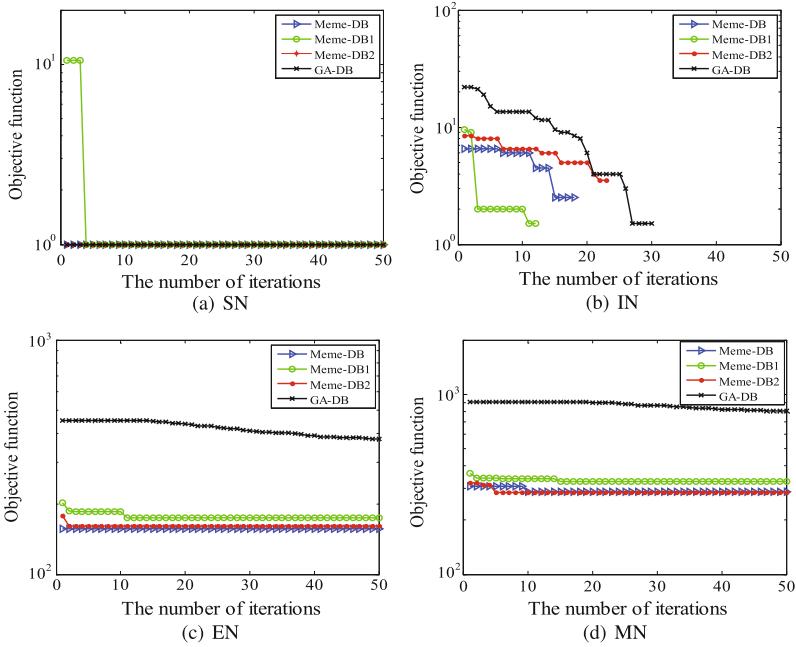 Meme-DB
Meme-DB1
Meme-DB2
GA-DB
10^1
10^0
Objective function
0 10 20 30 40 50
The number of iterations
(a) SN
Meme-DB
Meme-DB1
Meme-DB2
GA-DB
10^2
10^1
10^0
Objective function
0 10 20 30 40 50
The number of iterations
(b) IN
Meme-DB
Meme-DB1
Meme-DB2
GA-DB
10^3
10^2
Objective function
0 10 20 30 40 50
The number of iterations
(c) EN
Meme-DB
Meme-DB1
Meme-DB2
GA-DB
10^3
10^2
Objective function
0 10 20 30 40 50
The number of iterations
(d) MN